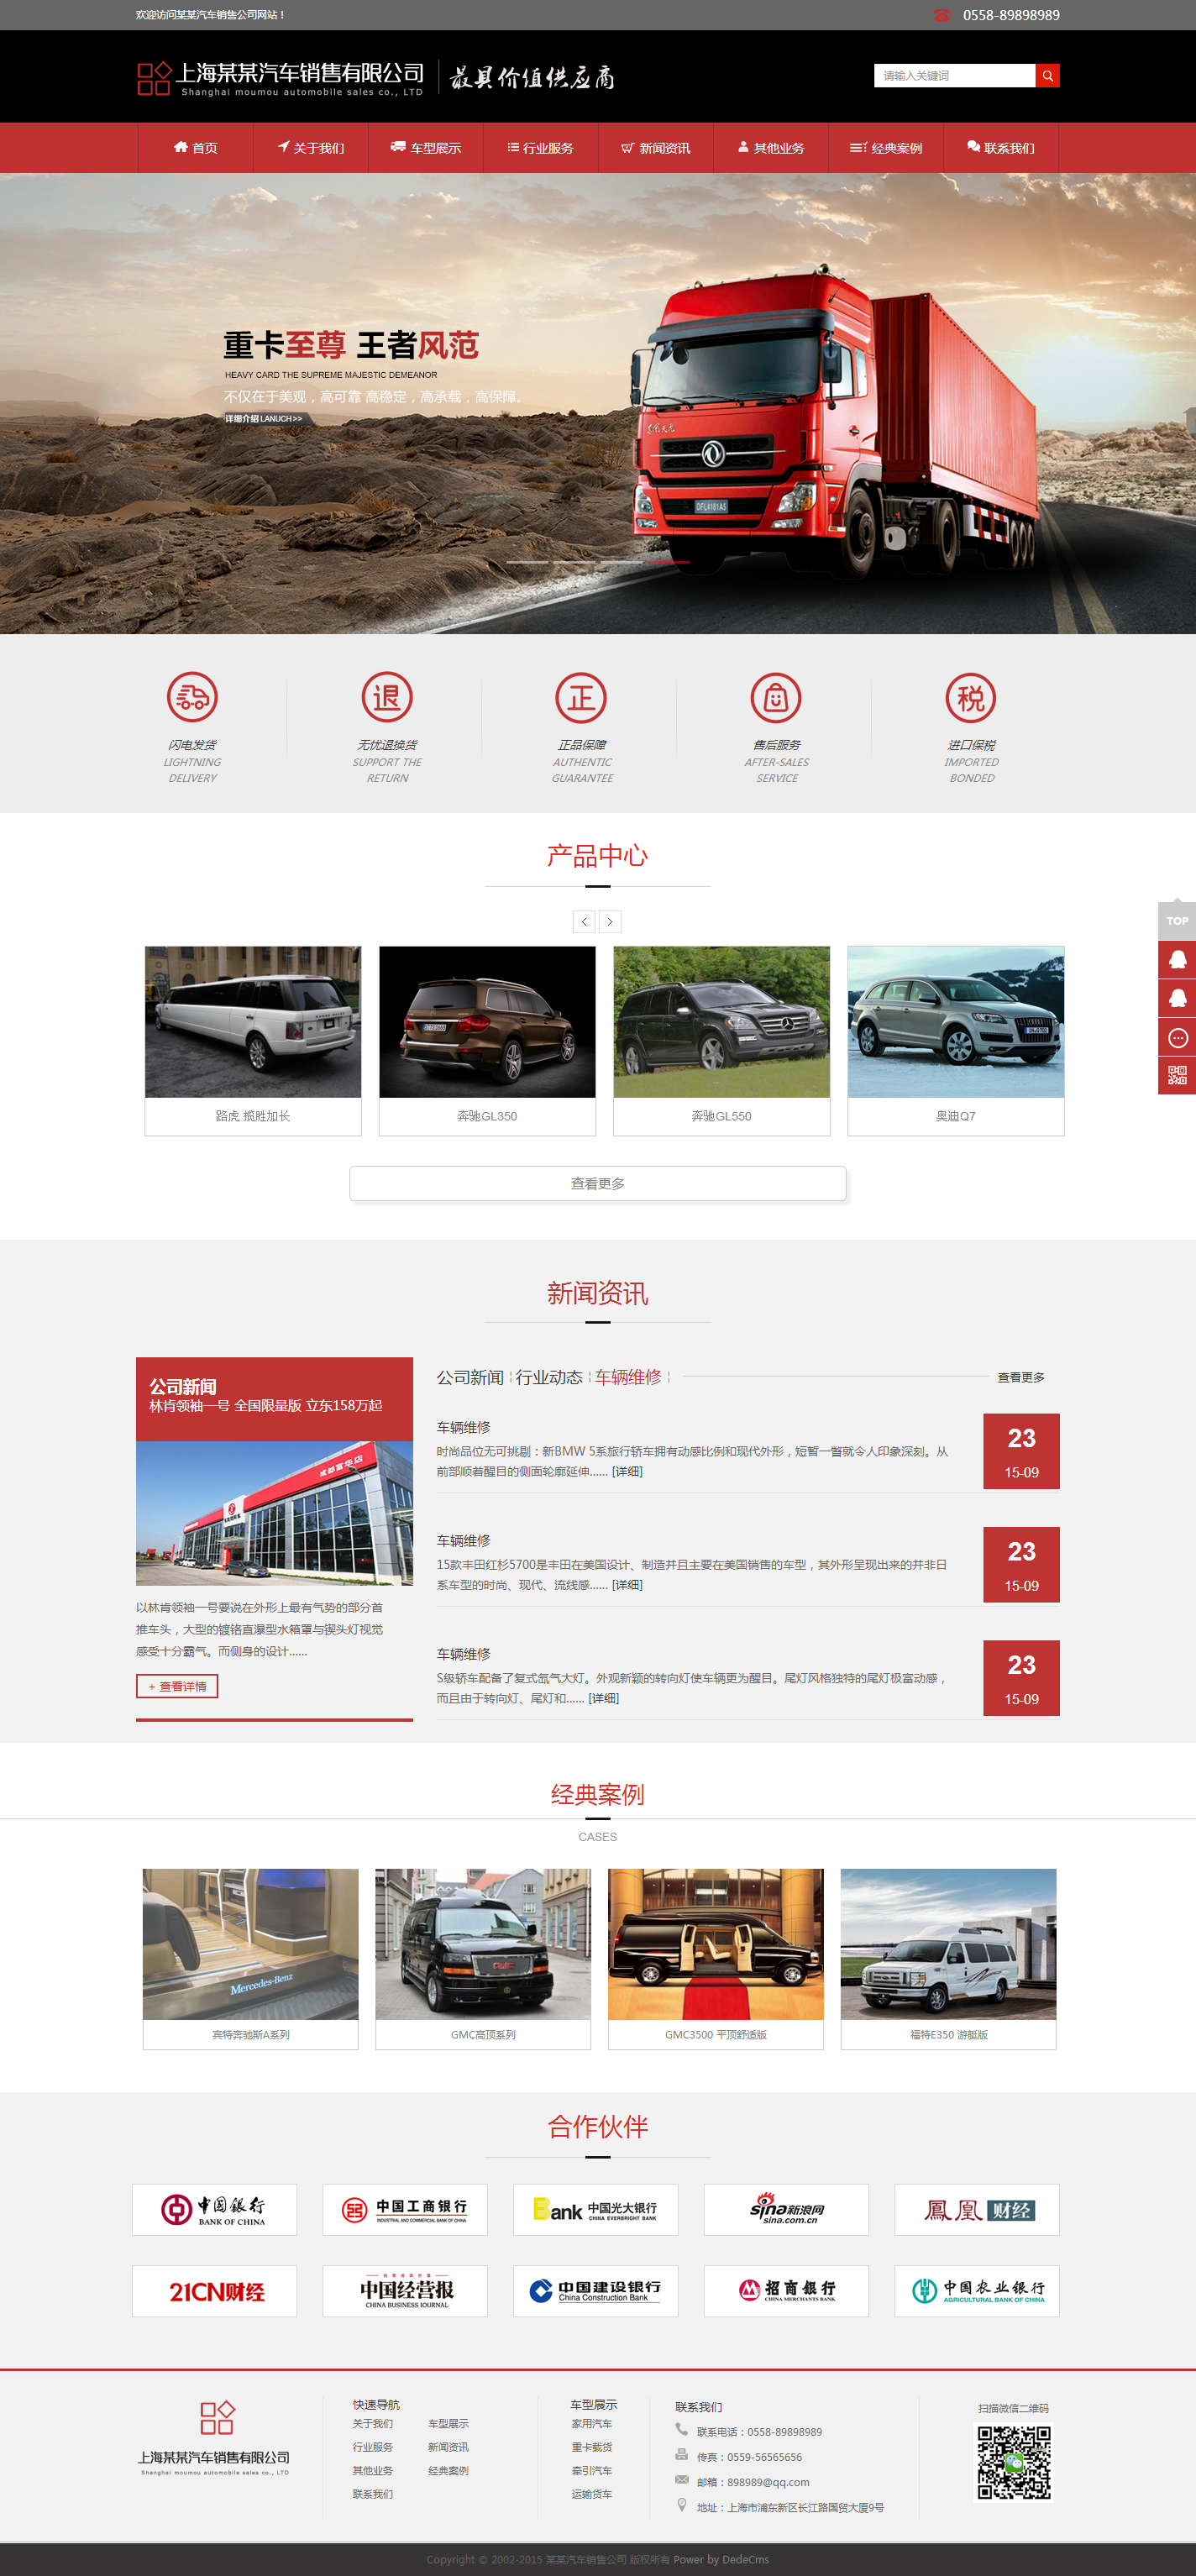 欢迎访问某某汽车销售公司网站！
0558-89898989
上海某某汽车销售有限公司
Shanghai moumou automobile sales co., LTD
最具价值供应商
请输入关键词
首页
关于我们
车型展示
行业服务
新闻资讯
其他业务
经典案例
联系我们
重卡至尊 王者风范
HEAVY CARD THE SUPREME MAJESTIC DEMEANOR
不仅在于美观，高可靠 高稳定，高承载，高保障。
详细介绍 LANUCH>>
DFL4181A5
退
正
税
闪电发货
LIGHTNING
DELIVERY
无忧退换货
SUPPORT THE
RETURN
正品保障
AUTHENTIC
GUARANTEE
售后服务
AFTER-SALES
SERVICE
进口保税
IMPORTED
BONDED
产品中心
TOP
路虎 揽胜加长
奔驰GL350
奔驰GL550
奥迪Q7
查看更多
新闻资讯
公司新闻
林肯领袖一号 全国限量版 立东158万起
成都富华店
以林肯领袖一号要说在外形上最有气势的部分首
推车头，大型的镀铬直瀑型水箱罩与锲头灯视觉
感受十分霸气。而侧身的设计......
+ 查看详情
公司新闻 ¦ 行业动态 ¦ 车辆维修 ¦
查看更多
车辆维修
时尚品位无可挑剔：新BMW 5系旅行轿车拥有动感比例和现代外形，短暂一瞥就令人印象深刻。从
前部顺着醒目的侧面轮廓延伸...... [详细]
23
15-09
车辆维修
15款丰田红杉5700是丰田在美国设计、制造并且主要在美国销售的车型，其外形呈现出来的并非日
系车型的时尚、现代、流线感...... [详细]
23
15-09
车辆维修
S级轿车配备了复式氙气大灯。外观新颖的转向灯使车辆更为醒目。尾灯风格独特的尾灯极富动感，
而且由于转向灯、尾灯和...... [详细]
23
15-09
经典案例
CASES
Mercedes-Benz
宾特奔驰斯A系列
GMC高顶系列
GMC3500 平顶舒适版
福特E350 游艇版
合作伙伴
中国银行
BANK OF CHINA
中国工商银行
INDUSTRIAL AND COMMERCIAL BANK OF CHINA
Bank 中国光大银行
CHINA EVERBRIGHT BANK
sina新浪网
sina.com.cn
鳳凰财经
21CN财经
中国经营报
CHINA BUSINESS JOURNAL
中国建设银行
China Construction Bank
招商银行
CHINA MERCHANTS BANK
中国农业银行
AGRICULTURAL BANK OF CHINA
上海某某汽车销售有限公司
Shanghai moumou automobile sales co., LTD
快速导航
关于我们
车型展示
行业服务
新闻资讯
其他业务
经典案例
联系我们
车型展示
家用汽车
重卡载货
牵引汽车
运输货车
联系我们
联系电话：0558-89898989
传真：0559-56565656
邮箱：898989@qq.com
地址：上海市浦东新区长江路国贸大厦9号
扫描微信二维码
Copyright © 2002-2015 某某汽车销售公司 版权所有 Power by DedeCms